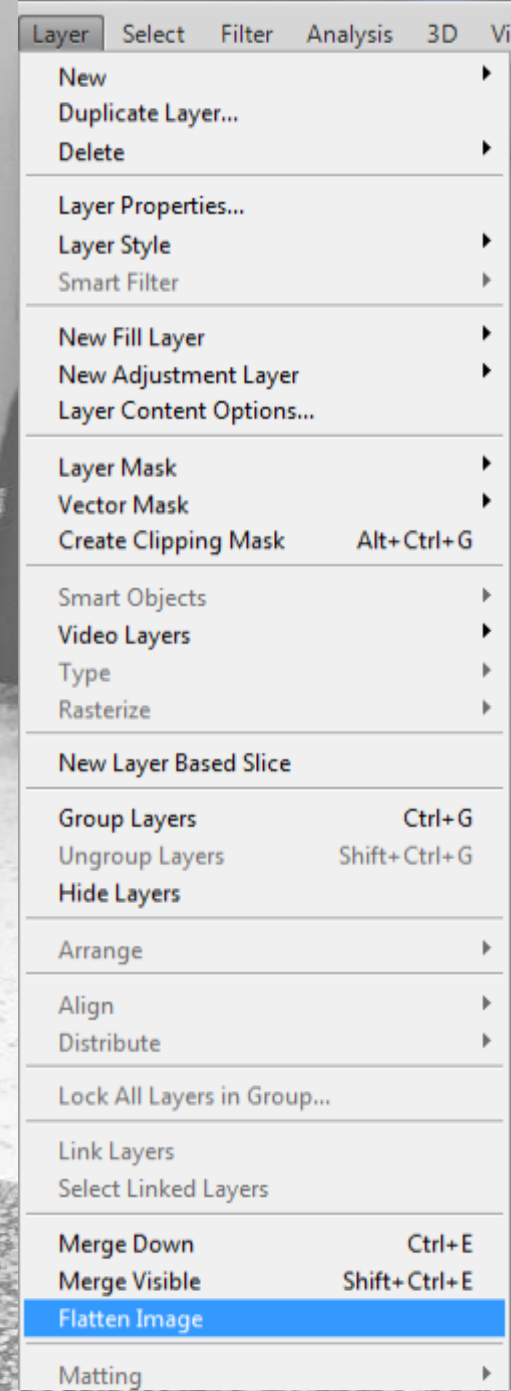 Layer Select Filter Analysis 3D Vi
New
Duplicate Layer...
Delete
Layer Properties...
Layer Style
Smart Filter
New Fill Layer
New Adjustment Layer
Layer Content Options...
Layer Mask
Vector Mask
Create Clipping Mask Alt+Ctrl+G
Smart Objects
Video Layers
Type
Rasterize
New Layer Based Slice
Group Layers Ctrl+G
Ungroup Layers Shift+Ctrl+G
Hide Layers
Arrange
Align
Distribute
Lock All Layers in Group...
Link Layers
Select Linked Layers
Merge Down Ctrl+E
Merge Visible Shift+Ctrl+E
Flatten Image
Matting